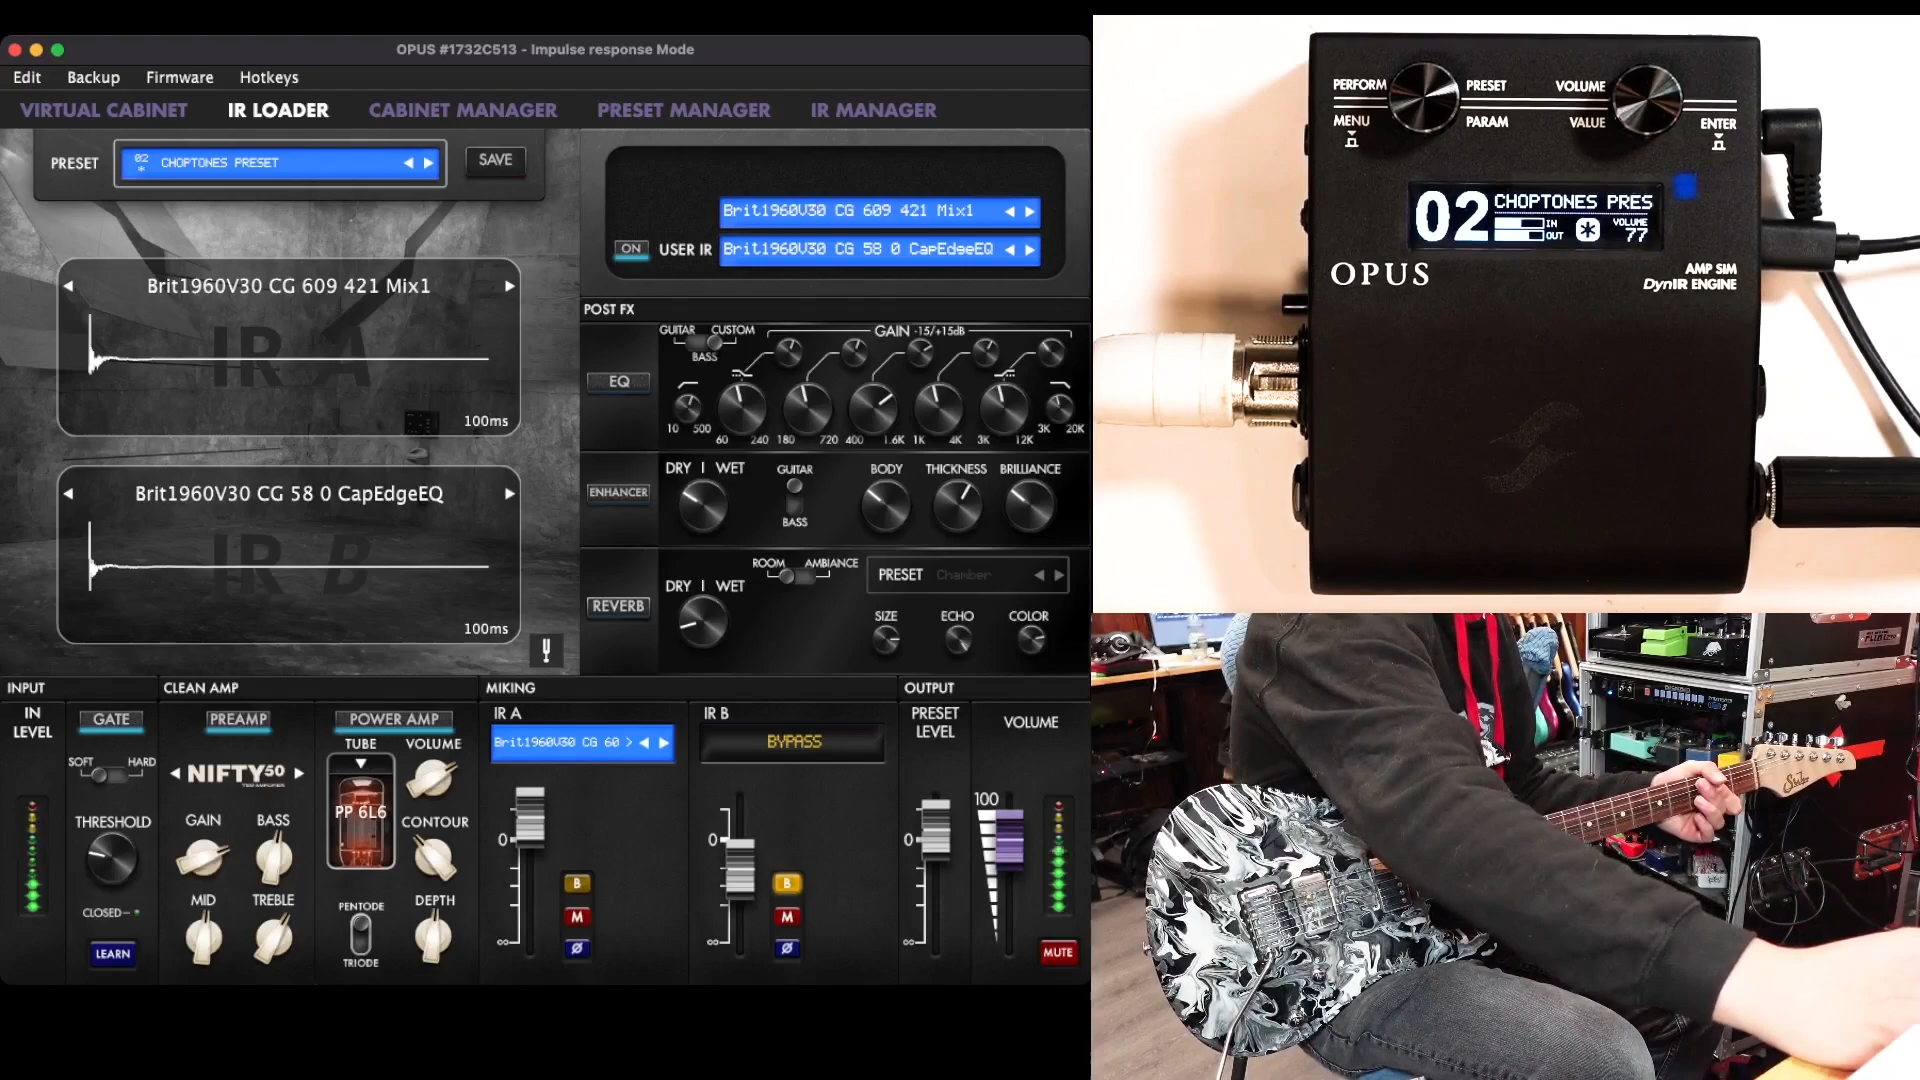 OPUS #1732C513 - Impulse response Mode
Edit Backup Firmware Hotkeys
VIRTUAL CABINET IR LOADER CABINET MANAGER PRESET MANAGER IR MANAGER
PRESET 02 * CHOPTONES PRESET SAVE
Brit1960V30 CG 609 421 Mix1
ON USER IR Brit1960V30 CG 58 0 CapEdgeEQ
Brit1960V30 CG 609 421 Mix1
IR A
100ms
Brit1960V30 CG 58 0 CapEdgeEQ
IR B
100ms
POST FX
GUITAR CUSTOM GAIN -15/+15dB
BASS
EQ
10 500 60 240 180 720 400 1.6K 1K 4K 3K 12K 3K 20K
DRY | WET GUITAR BODY THICKNESS BRILLIANCE
ENHANCER
BASS
ROOM AMBIANCE
DRY | WET PRESET Chamber
REVERB
SIZE ECHO COLOR
INPUT CLEAN AMP MIKING OUTPUT
IN LEVEL
GATE
SOFT HARD
THRESHOLD
CLOSED
LEARN
PREAMP
NIFTY50
GAIN BASS
MID TREBLE
POWER AMP
TUBE VOLUME
PP 6L6
CONTOUR
PENTODE DEPTH
TRIODE
IR A
Brit1960V30 CG 60 >
0
B
M
Ø
∞
IR B
BYPASS
0
B
M
Ø
∞
PRESET LEVEL
0
∞
VOLUME
100
MUTE
PERFORM PRESET VOLUME
MENU PARAM VALUE ENTER
02 CHOPTONES PRES
IN VOLUME
OUT * 77
OPUS
AMP SIM
DynIR ENGINE